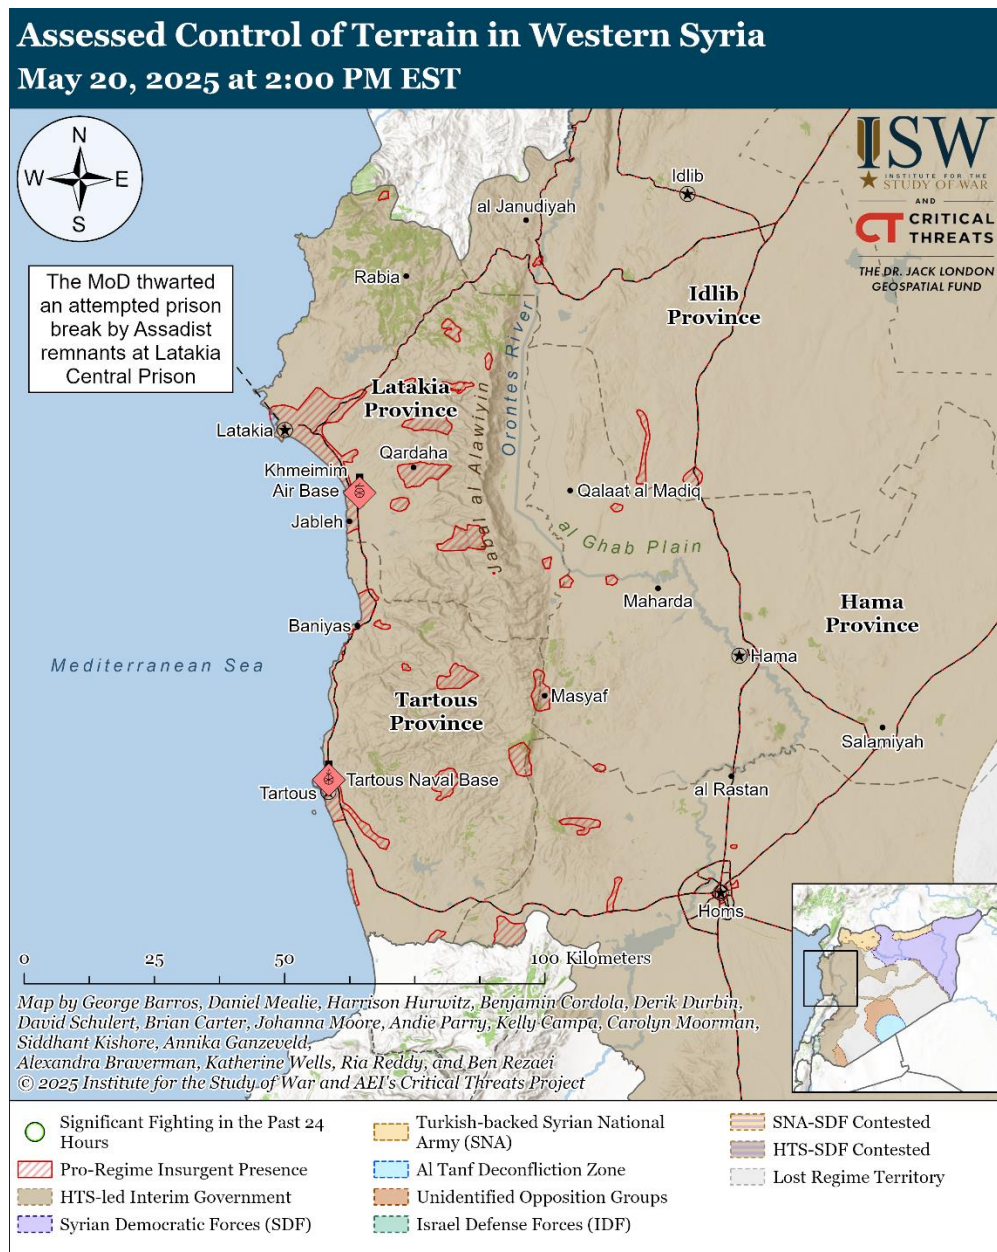 Assessed Control of Terrain in Western Syria
May 20, 2025 at 2:00 PM EST
N
W
E
S
ISW
INSTITUTE FOR THE
STUDY OF WAR
AND
CT CRITICAL
THREATS
THE DR. JACK LONDON
GEOSPATIAL FUND
Idlib
al Janudiyah
Rabia
The MoD thwarted
an attempted prison
break by Assadist
remnants at Latakia
Central Prison
Idlib
Province
Orontes River
Latakia
Province
Jabal al Alawiyin
Latakia
Qardaha
Khmeimim
Air Base
Qalaat al Madiq
Jableh
al Ghab Plain
Maharda
Hama
Province
Baniyas
Mediterranean Sea
Hama
Masyaf
Tartous
Province
Salamiyah
Tartous Naval Base
Tartous
al Rastan
Homs
0
25
50
100 Kilometers
Map by George Barros, Daniel Mealie, Harrison Hurwitz, Benjamin Cordola, Derik Durbin,
David Schulert, Brian Carter, Johanna Moore, Andie Parry, Kelly Campa, Carolyn Moorman,
Siddhant Kishore, Annika Ganzeveld,
Alexandra Braverman, Katherine Wells, Ria Reddy, and Ben Rezaei
© 2025 Institute for the Study of War and AEI's Critical Threats Project
Significant Fighting in the Past 24
Hours
Pro-Regime Insurgent Presence
HTS-led Interim Government
Syrian Democratic Forces (SDF)
Turkish-backed Syrian National
Army (SNA)
Al Tanf Deconfliction Zone
Unidentified Opposition Groups
Israel Defense Forces (IDF)
SNA-SDF Contested
HTS-SDF Contested
Lost Regime Territory